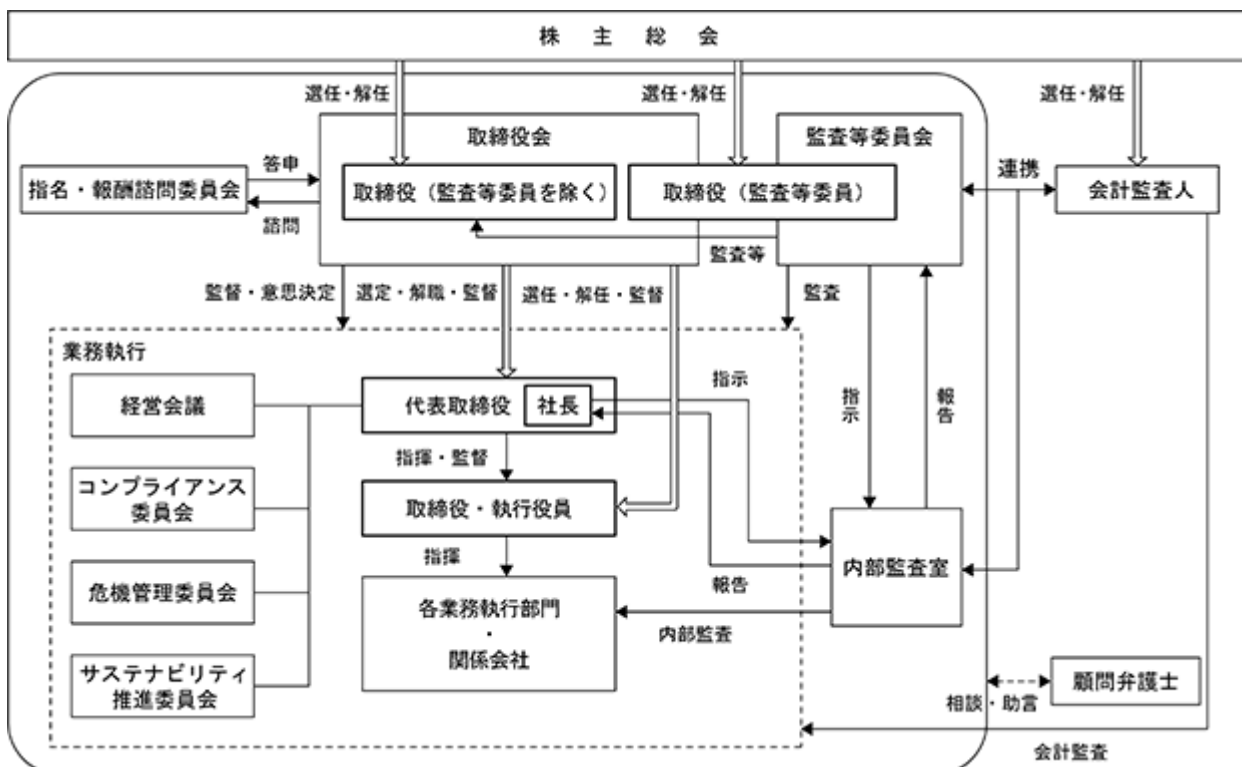 株主総会
選任・解任
選任・解任
選任・解任
取締役会
監査等委員会
答申
指名・報酬諮問委員会
諮問
取締役（監査等委員を除く）
取締役（監査等委員）
連携
会計監査人
監査等
監督・意思決定
選定・解職・監督
選任・解任・監督
監査
業務執行
経営会議
代表取締役
社長
指示
指示
報告
指揮・監督
コンプライアンス
委員会
取締役・執行役員
指揮
報告
内部監査室
危機管理委員会
各業務執行部門
・
関係会社
内部監査
サステナビリティ
推進委員会
相談・助言
顧問弁護士
会計監査